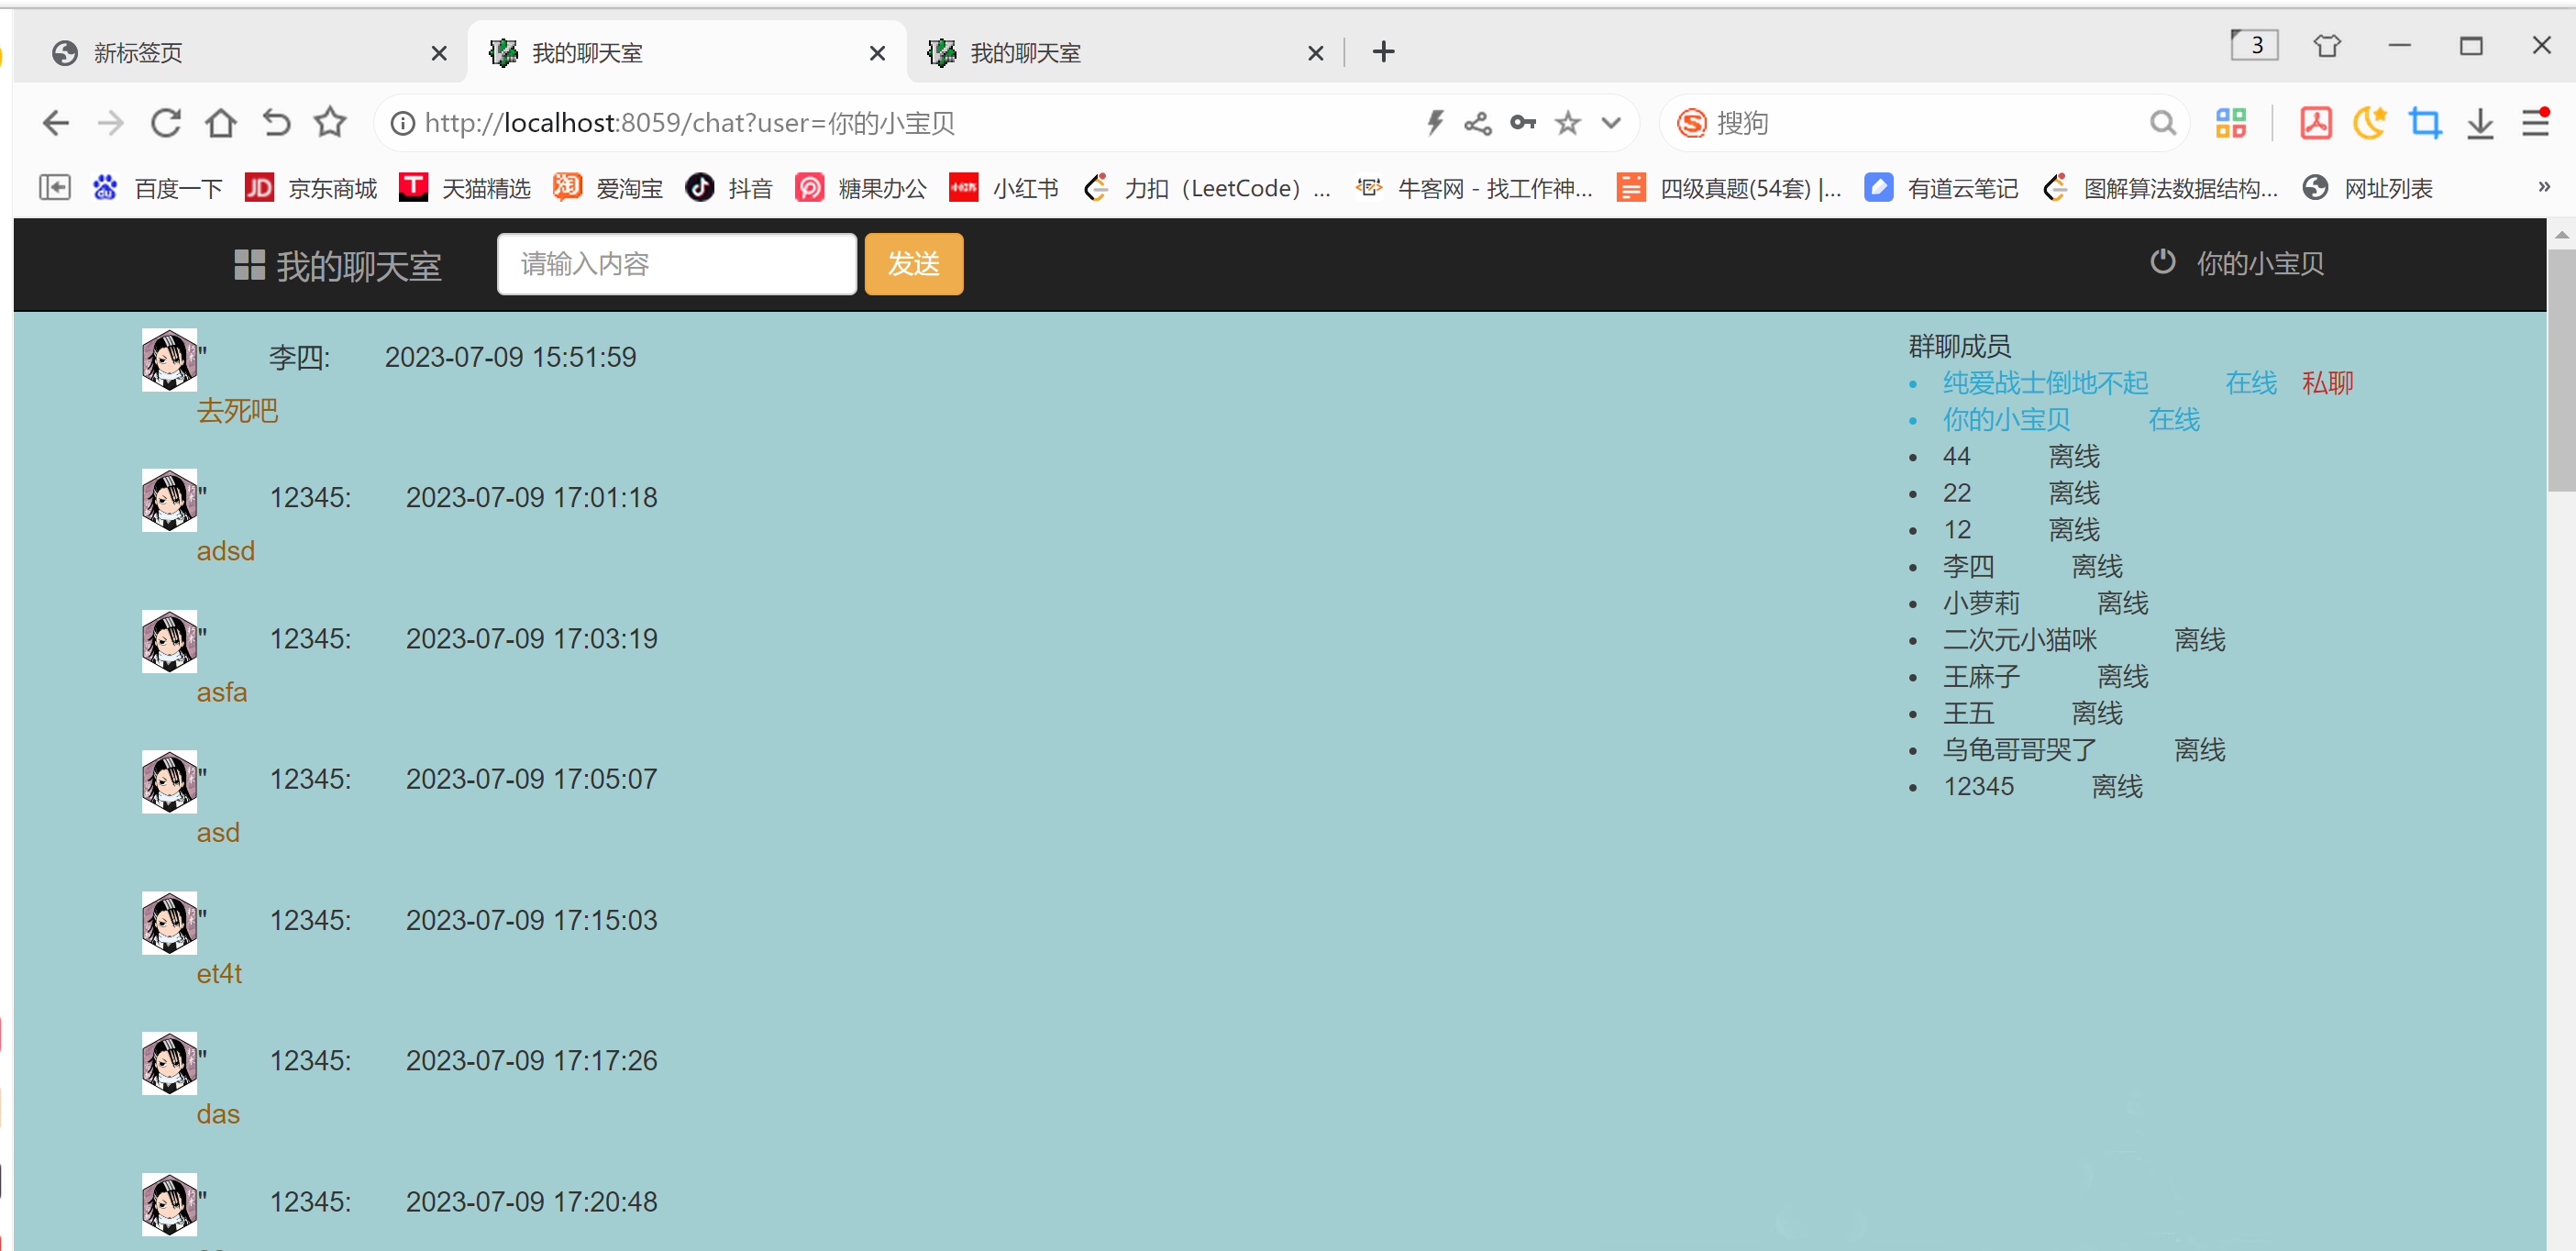 新标签页
我的聊天室
我的聊天室
3
http://localhost:8059/chat?user=你的小宝贝
搜狗
百度一下 JD 京东商城 T 天猫精选 淘 爱淘宝 抖音 糖果办公 小红书 小红书 力扣（LeetCode）... 牛客网 - 找工作神... 四级真题(54套) |... 有道云笔记 图解算法数据结构... 网址列表 »
我的聊天室 请输入内容 发送 你的小宝贝
" 李四: 2023-07-09 15:51:59
去死吧
" 12345: 2023-07-09 17:01:18
adsd
" 12345: 2023-07-09 17:03:19
asfa
" 12345: 2023-07-09 17:05:07
asd
" 12345: 2023-07-09 17:15:03
et4t
" 12345: 2023-07-09 17:17:26
das
" 12345: 2023-07-09 17:20:48
群聊成员
• 纯爱战士倒地不起 在线 私聊
• 你的小宝贝 在线
• 44 离线
• 22 离线
• 12 离线
• 李四 离线
• 小萝莉 离线
• 二次元小猫咪 离线
• 王麻子 离线
• 王五 离线
• 乌龟哥哥哭了 离线
• 12345 离线